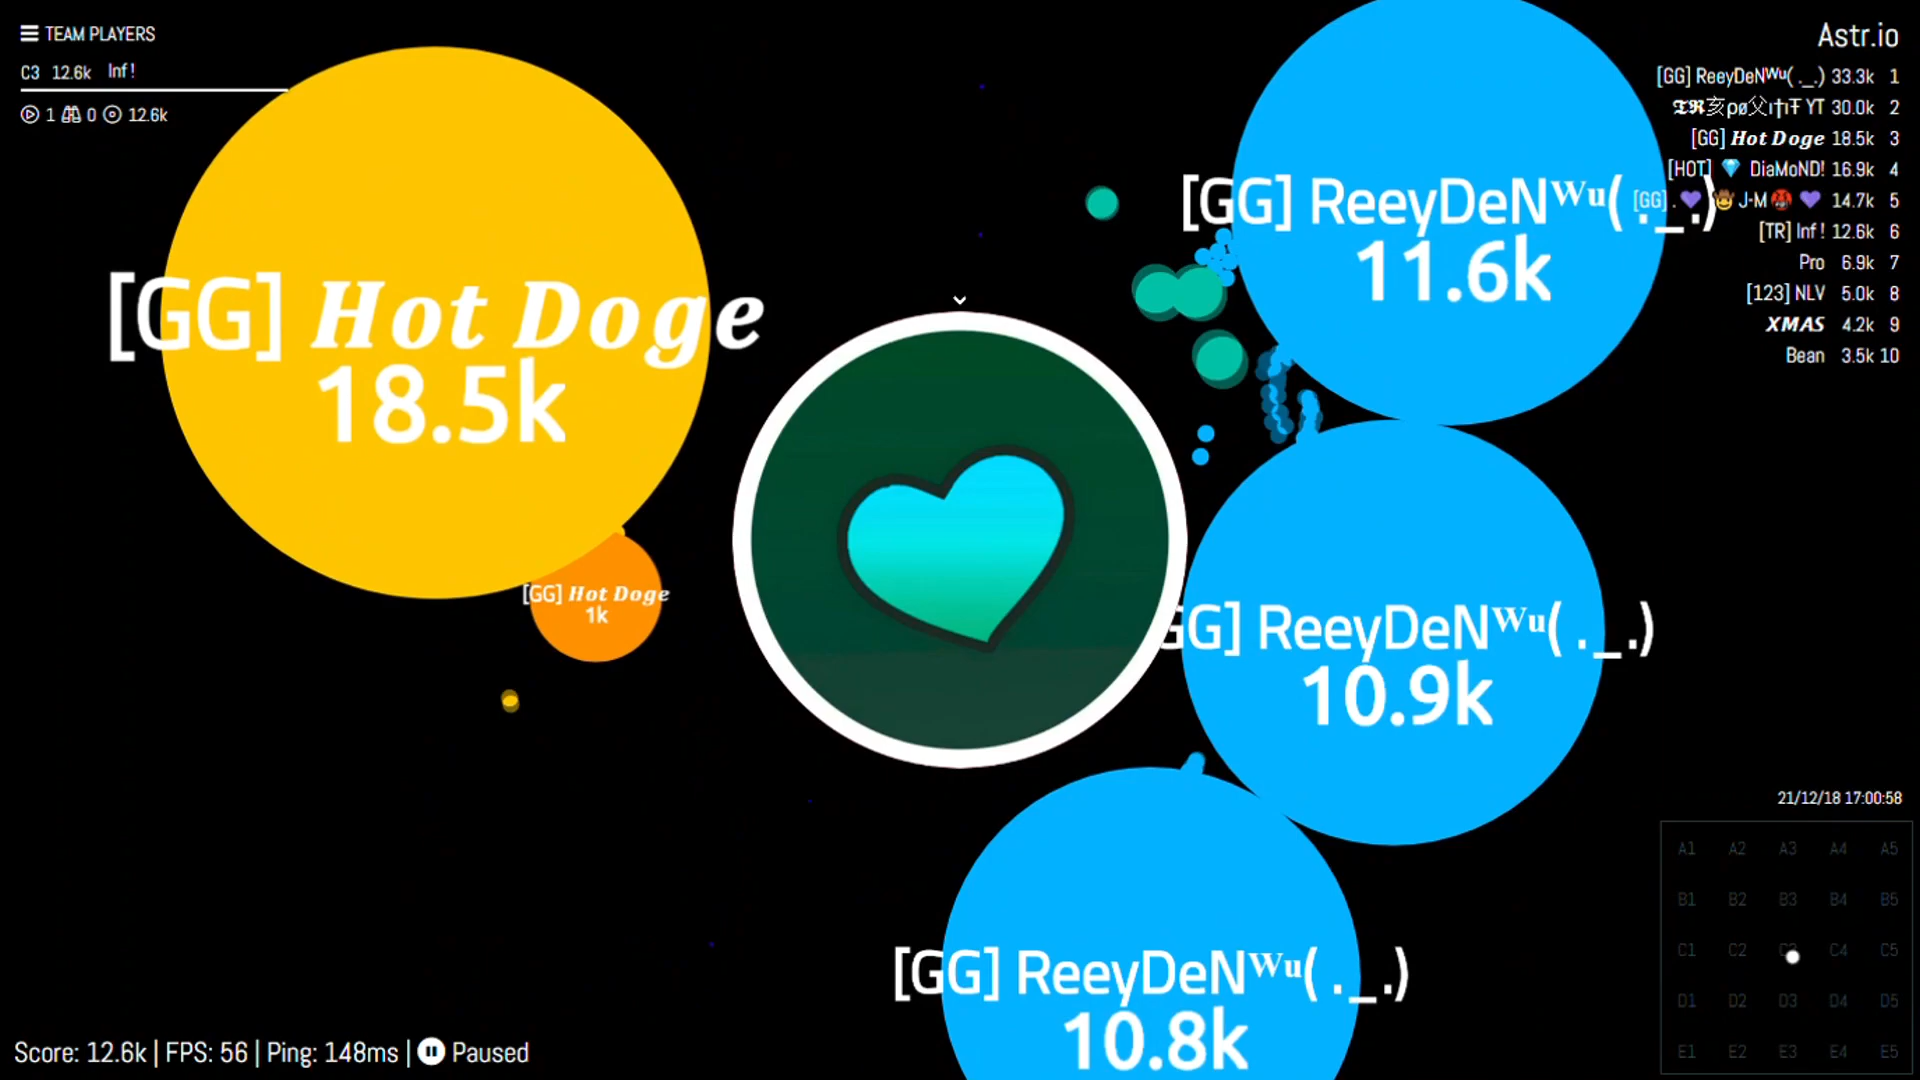 TEAM PLAYERS
C3 12.6k Inf!
1 0 12.6k
[GG] Hot Doge
18.5k
[GG] Hot Doge
1k
[GG] ReeyDeNᵂᵘ( ._.)
11.6k
GG] ReeyDeNᵂᵘ( ._.)
10.9k
[GG] ReeyDeNᵂᵘ( ._.)
10.8k
Astr.io
[GG] ReeyDeNᵂᵘ( ._.) 33.3k 1
YT 30.0k 2
[GG] Hot Doge 18.5k 3
[HOT] 💎 DiaMoND! 16.9k 4
[GG] . 💜 🤠 J-M 💜 14.7k 5
[TR] Inf! 12.6k 6
Pro 6.9k 7
[123] NLV 5.0k 8
XMAS 4.2k 9
Bean 3.5k 10
21/12/18 17:00:58
A1 A2 A3 A4 A5
B1 B2 B3 B4 B5
C1 C2 C3 C4 C5
D1 D2 D3 D4 D5
E1 E2 E3 E4 E5
Score: 12.6k | FPS: 56 | Ping: 148ms | Paused